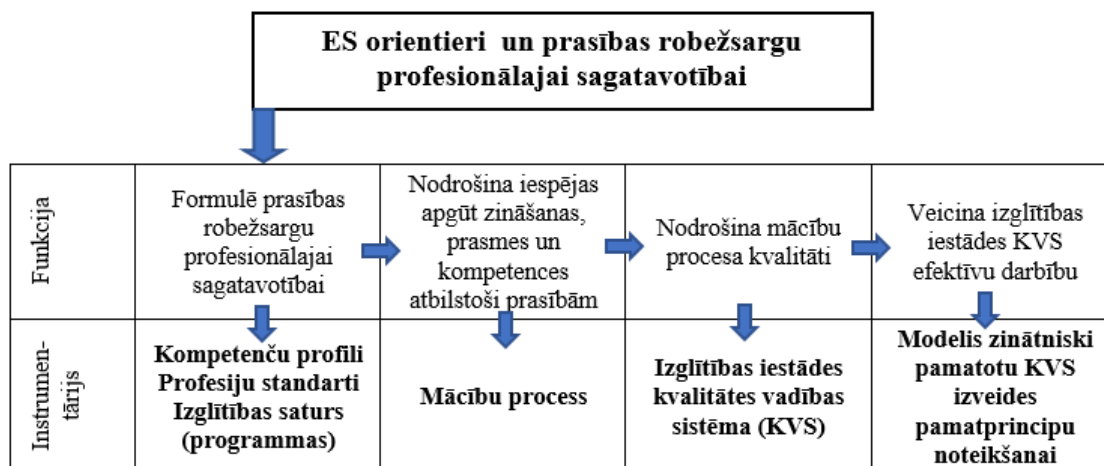 ES orientieri un prasības robežsargu
profesionālajai sagatavotībai
Funkcija
Formulē prasības
robežsargu
profesionālajai
sagatavotībai
Nodrošina iespējas
apgūt zināšanas,
prasmes un
kompetences
atbilstoši prasībām
Nodrošina mācību
procesa kvalitāti
Veicina izglītības
iestādes KVS
efektīvu darbību
Instrumen-
tārijs
Kompetenču profili
Profesiju standarti
Izglītības saturs
(programmas)
Mācību process
Izglītības iestādes
kvalitātes vadības
sistēma (KVS)
Modelis zinātniski
pamatotu KVS
izveides
pamatprincipu
noteikšanai